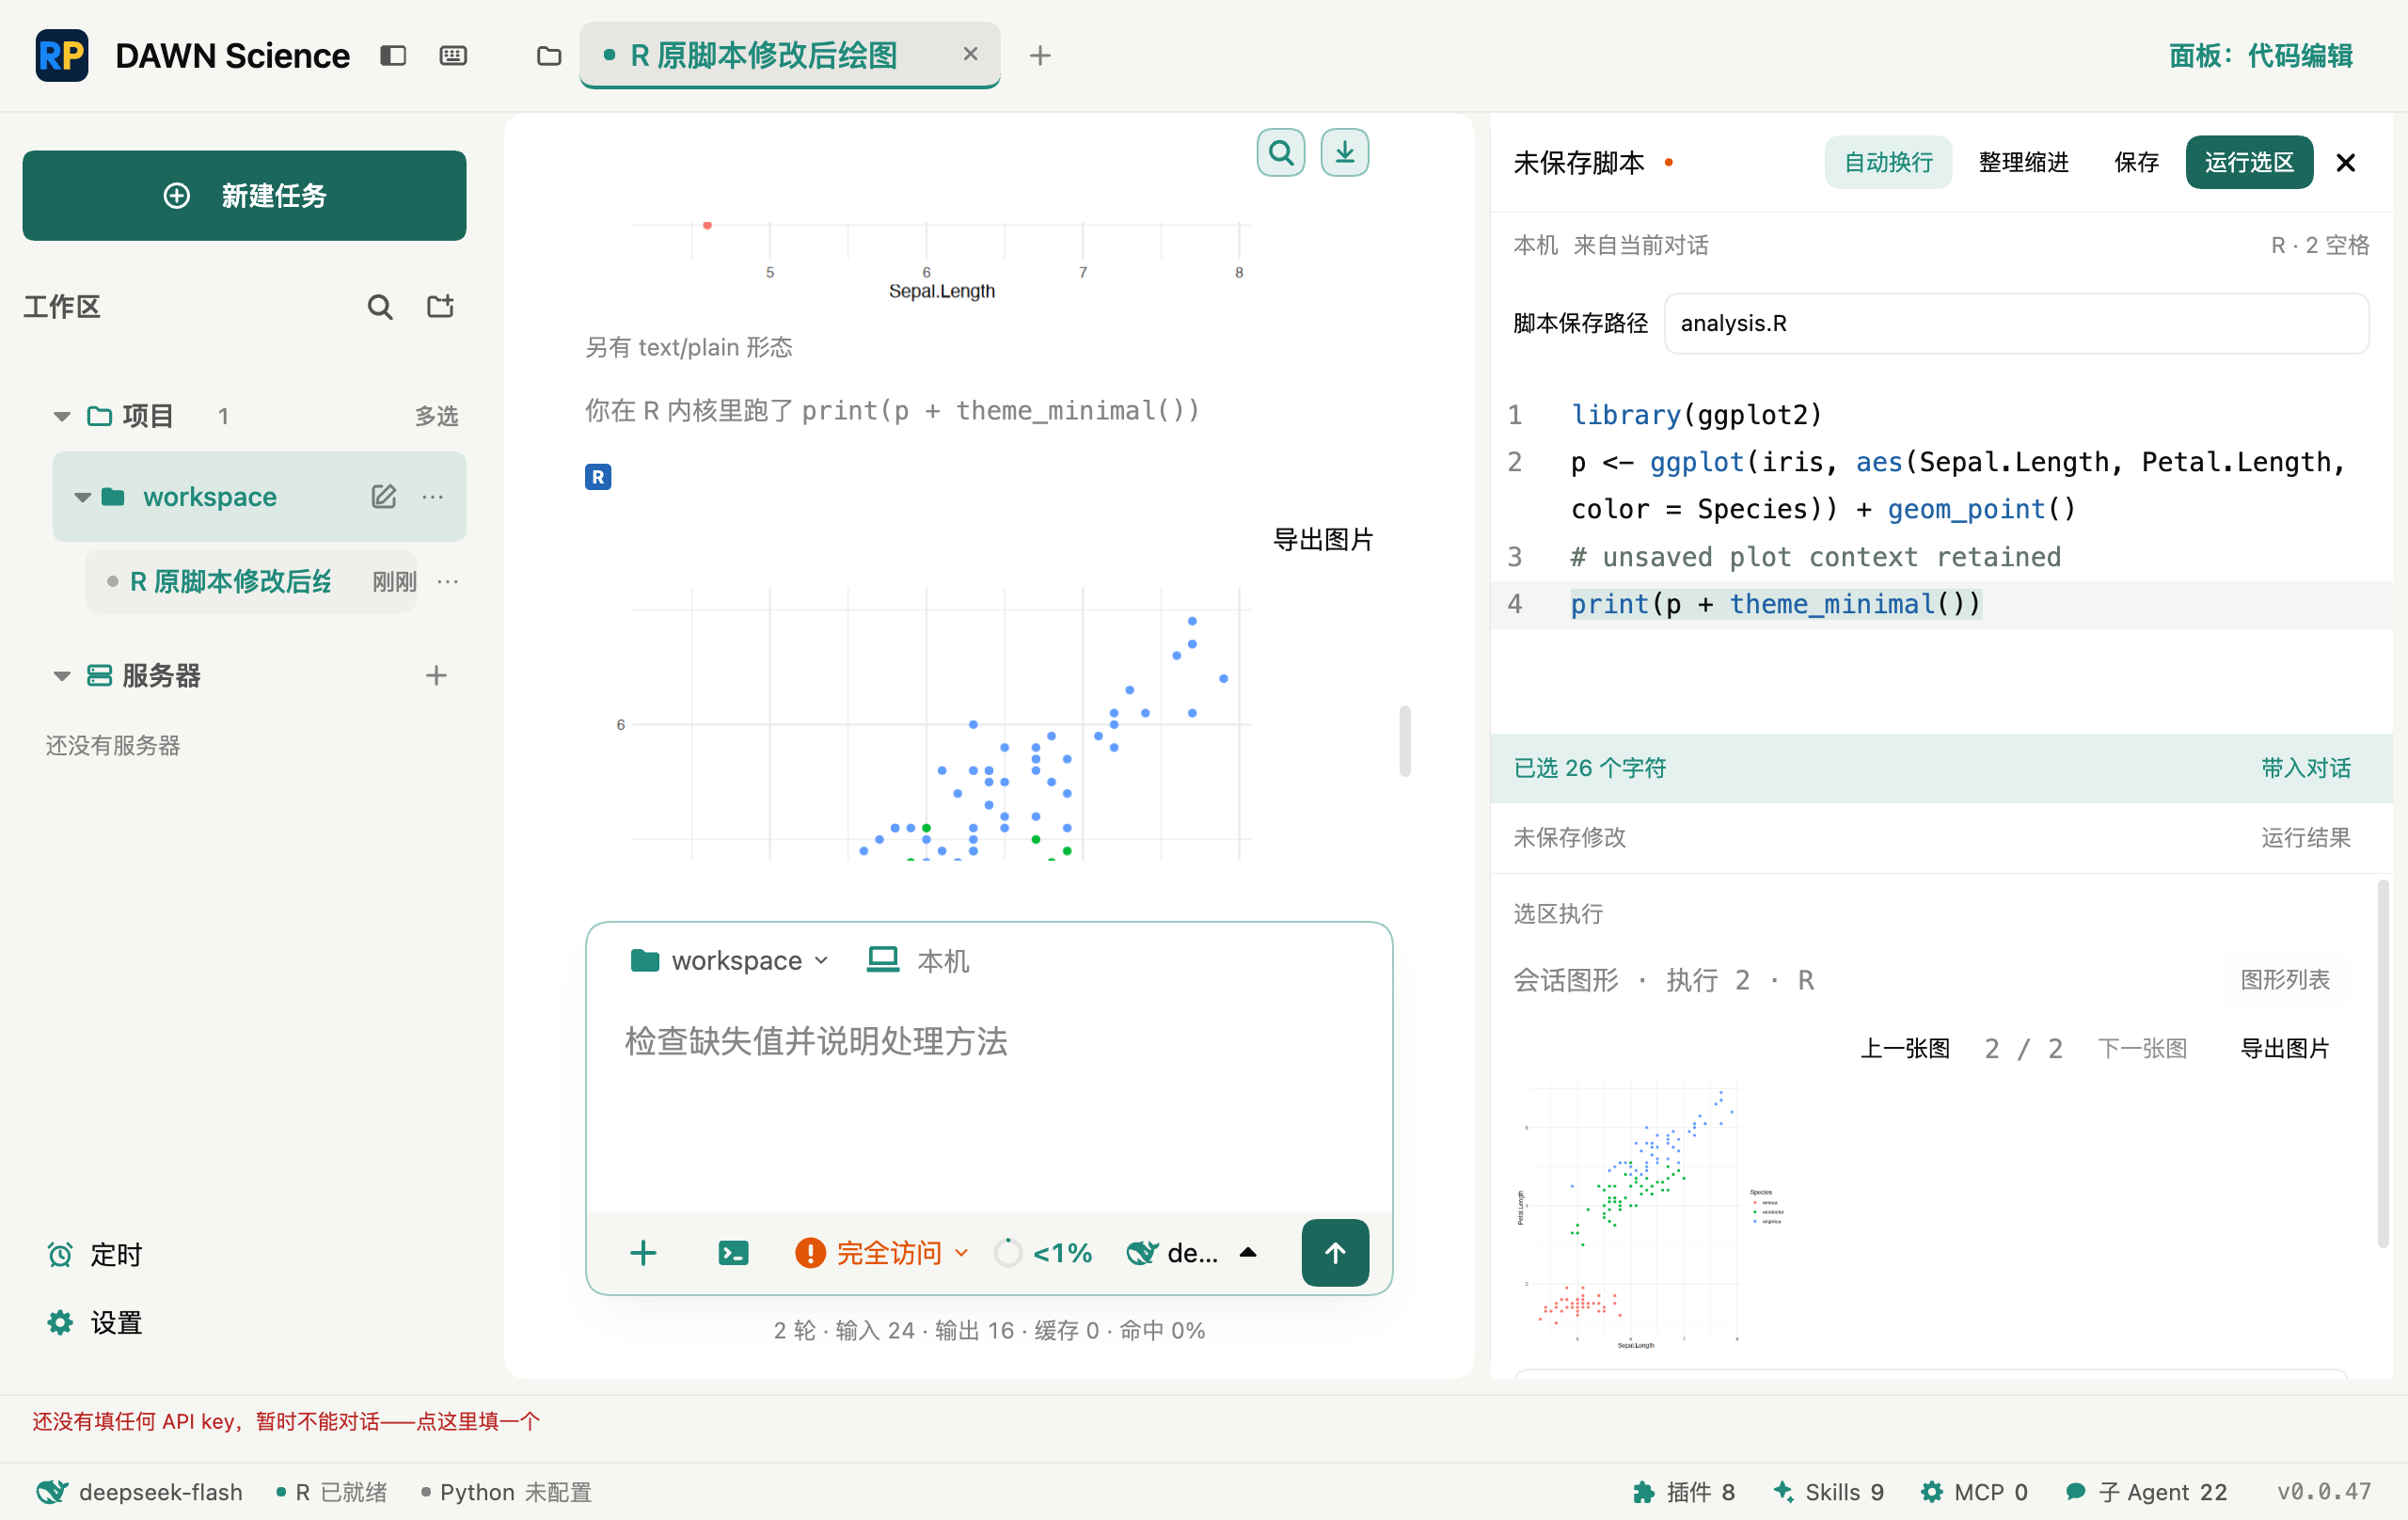 RP DAWN Science
R 原脚本修改后绘图
面板：代码编辑
新建任务
工作区
项目 1 多选
workspace
R 原脚本修改后绘 刚刚
服务器
还没有服务器
定时
设置
5 6 7 8
Sepal.Length
另有 text/plain 形态
你在 R 内核里跑了 print(p + theme_minimal())
R
导出图片
6
workspace 本机
检查缺失值并说明处理方法
完全访问 <1% de...
2 轮 · 输入 24 · 输出 16 · 缓存 0 · 命中 0%
未保存脚本 自动换行 整理缩进 保存 运行选区
本机 来自当前对话 R · 2 空格
脚本保存路径 analysis.R
1 library(ggplot2)
2 p <- ggplot(iris, aes(Sepal.Length, Petal.Length,
color = Species)) + geom_point()
3 # unsaved plot context retained
4 print(p + theme_minimal())
已选 26 个字符 带入对话
未保存修改 运行结果
选区执行
会话图形 · 执行 2 · R 图形列表
上一张图 2 / 2 下一张图 导出图片
Petal.Length
Species
setosa
versicolor
virginica
Sepal.Length
还没有填任何 API key，暂时不能对话——点这里填一个
deepseek-flash R 已就绪 Python 未配置
插件 8 Skills 9 MCP 0 子 Agent 22 v0.0.47